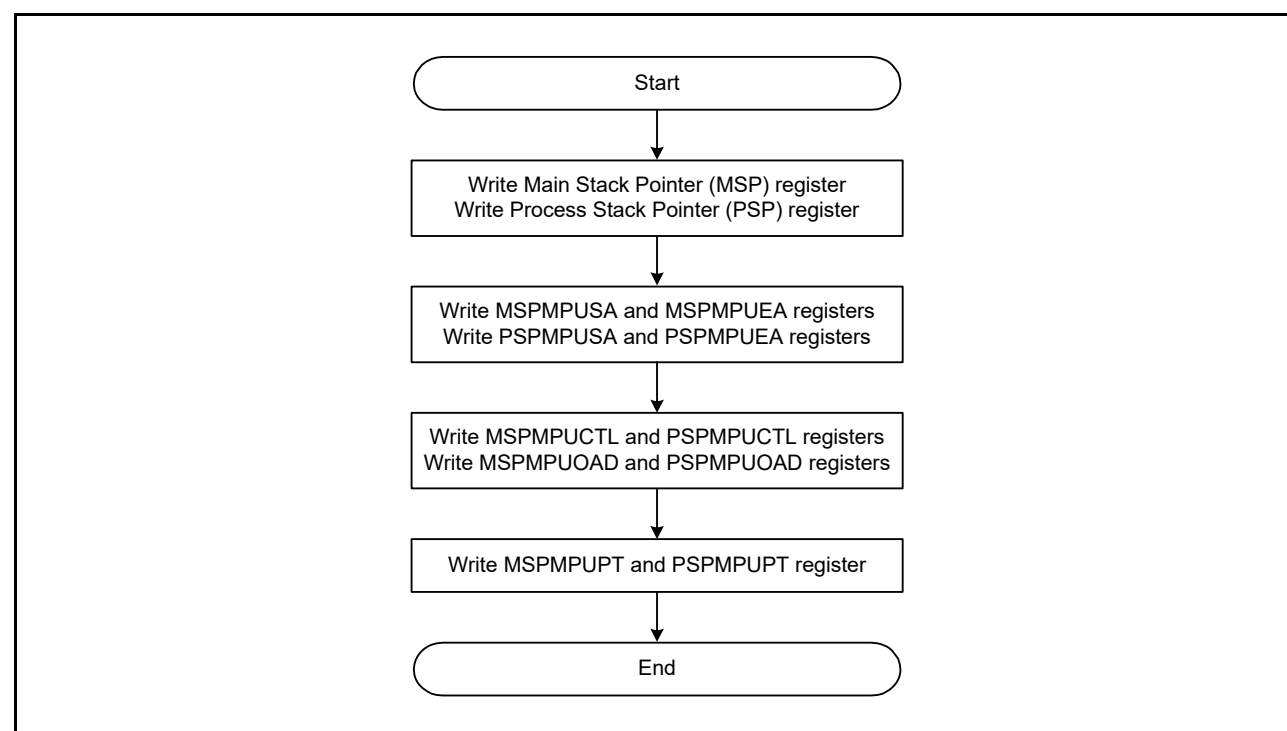 Start
Write Main Stack Pointer (MSP) register
Write Process Stack Pointer (PSP) register
Write MSPMPUSA and MSPMPUEA registers
Write PSPMPUSA and PSPMPUEA registers
Write MSPMPUCTL and PSPMPUCTL registers
Write MSPMPUOAD and PSPMPUOAD registers
Write MSPMPUPT and PSPMPUPT register
End